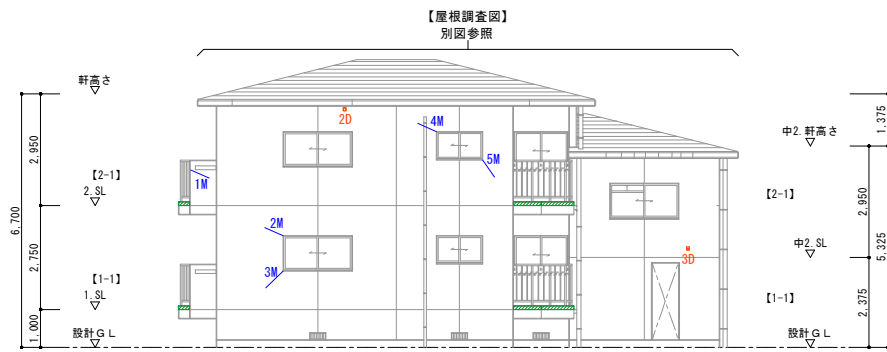 【屋根調査図】
別図参照
軒高さ
2D
4M
5M
1M
2M
3M
3D
【2-1】
2.SL
【1-1】
1.SL
設計ＧＬ
6,700
2,950
2,750
1,000
中2.軒高さ
【2-1】
中2.SL
【1-1】
設計ＧＬ
1,375
2,950
5,325
2,375